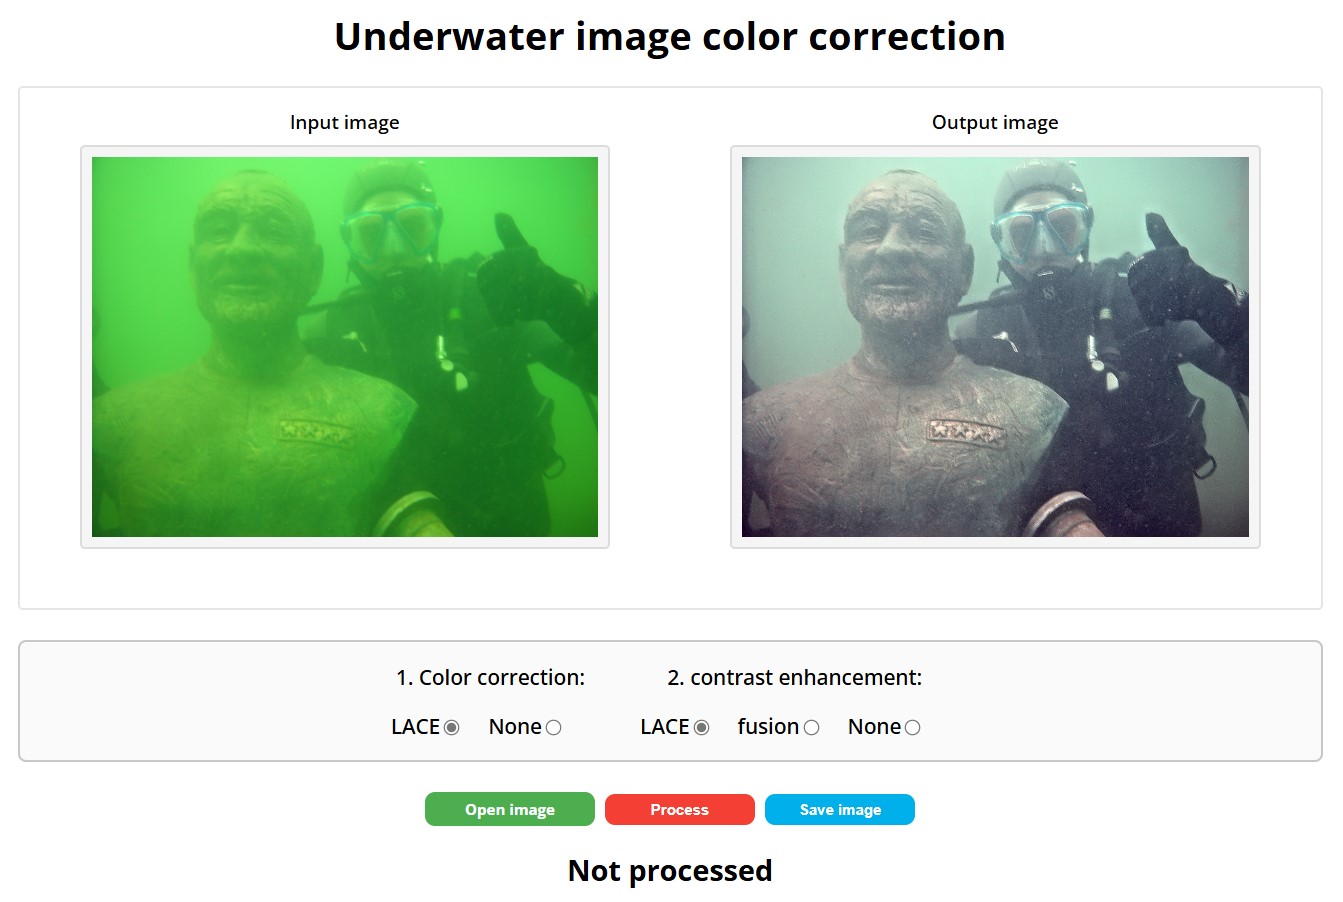 Underwater image color correction
Input image
Output image
1. Color correction:
2. contrast enhancement:
LACE None
LACE fusion None
Open image
Process
Save image
Not processed